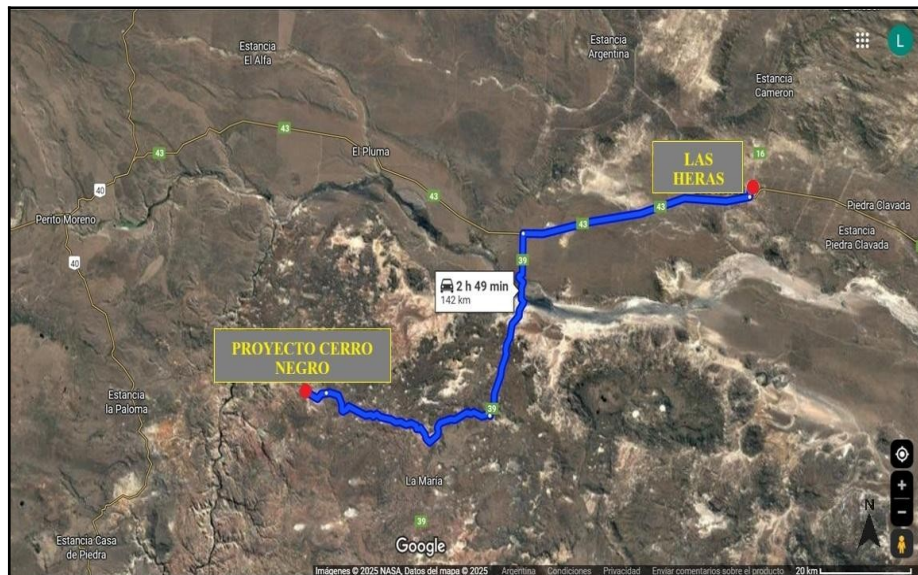 Estancia
El Alfa
Estancia
Argentina
L
Estancia
Cameron
43
43
El Pluma
LAS
HERAS
16
40
43
43
43
Piedra Clavada
Perito Moreno
Estancia
Piedra Clavada
40
39
2 h 49 min
142 km
PROYECTO CERRO
NEGRO
Estancia
la Paloma
39
La María
N
39
Estancia Casa
de Piedra
Google
Imágenes © 2025 NASA, Datos del mapa © 2025 Argentina Condiciones Privacidad Enviar comentarios sobre el producto 20 km